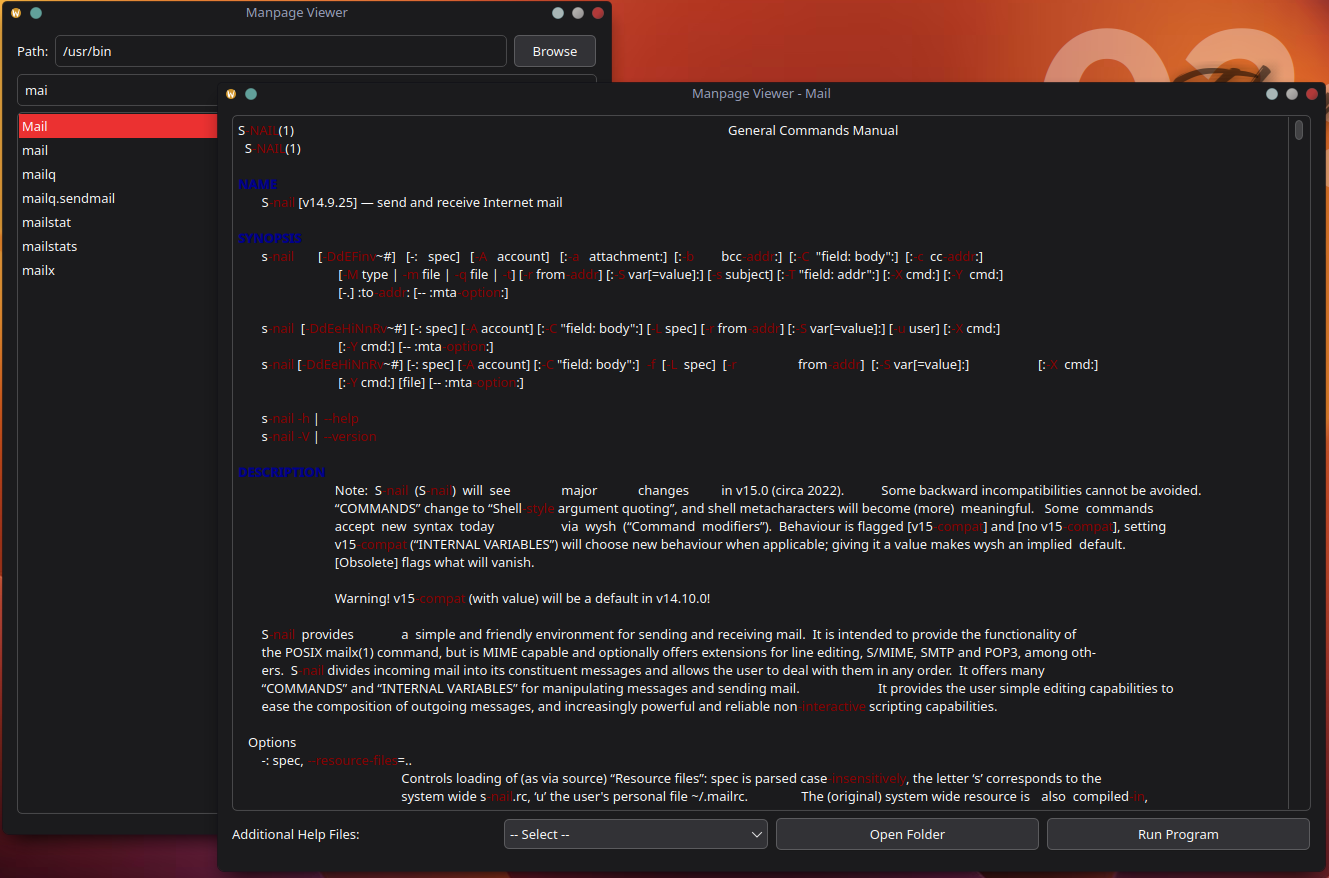 Manpage Viewer
Path: /usr/bin Browse
mai
Mail
mail
mailq
mailq.sendmail
mailstat
mailstats
mailx
Manpage Viewer - Mail
S-NAIL(1) General Commands Manual
S-NAIL(1)
NAME
S-nail [v14.9.25] — send and receive Internet mail
SYNOPSIS
s-nail [-DdEFinv~#] [-: spec] [-A account] [:-a attachment:] [:-b bcc-addr:] [:-C "field: body":] [:-c cc-addr:]
[-M type | -m file | -q file | -t] [-r from-addr] [:-S var[=value]:] [-s subject] [:-T "field: addr":] [:-X cmd:] [:-Y cmd:]
[-.] :to-addr: [-- :mta-option:]
s-nail [-DdEeHiNnRv~#] [-: spec] [-A account] [:-C "field: body":] [-L spec] [-r from-addr] [:-S var[=value]:] [-u user] [:-X cmd:]
[:-Y cmd:] [-- :mta-option:]
s-nail [-DdEeHiNnRv~#] [-: spec] [-A account] [:-C "field: body":] -f [-L spec] [-r from-addr] [:-S var[=value]:] [:-X cmd:]
[:-Y cmd:] [file] [-- :mta-option:]
s-nail -h | --help
s-nail -V | --version
DESCRIPTION
Note: S-nail (S-nail) will see major changes in v15.0 (circa 2022). Some backward incompatibilities cannot be avoided.
“COMMANDS” change to “Shell-style argument quoting”, and shell metacharacters will become (more) meaningful. Some commands
accept new syntax today via wysh (“Command modifiers”). Behaviour is flagged [v15-compat] and [no v15-compat], setting
v15-compat (“INTERNAL VARIABLES”) will choose new behaviour when applicable; giving it a value makes wysh an implied default.
[Obsolete] flags what will vanish.
Warning! v15-compat (with value) will be a default in v14.10.0!
S-nail provides a simple and friendly environment for sending and receiving mail. It is intended to provide the functionality of
the POSIX mailx(1) command, but is MIME capable and optionally offers extensions for line editing, S/MIME, SMTP and POP3, among oth-
ers. S-nail divides incoming mail into its constituent messages and allows the user to deal with them in any order. It offers many
“COMMANDS” and “INTERNAL VARIABLES” for manipulating messages and sending mail. It provides the user simple editing capabilities to
ease the composition of outgoing messages, and increasingly powerful and reliable non-interactive scripting capabilities.
Options
-: spec, --resource-files=..
Controls loading of (as via source) “Resource files”: spec is parsed case-insensitively, the letter ‘s’ corresponds to the
system wide s-nail.rc, ‘u’ the user's personal file ~/.mailrc. The (original) system wide resource is also compiled-in,
Additional Help Files: -- Select -- Open Folder Run Program